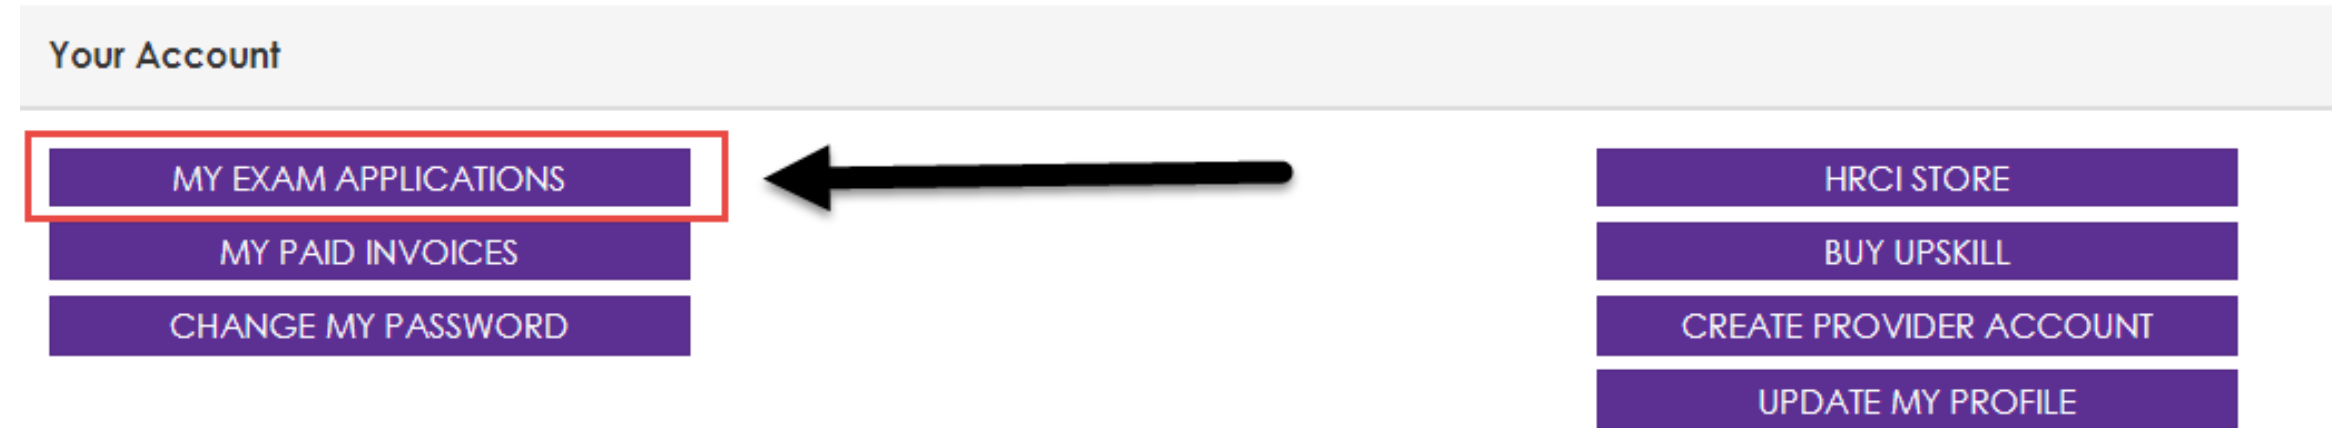 Your Account
MY EXAM APPLICATIONS
MY PAID INVOICES
CHANGE MY PASSWORD
HRCI STORE
BUY UPSKILL
CREATE PROVIDER ACCOUNT
UPDATE MY PROFILE